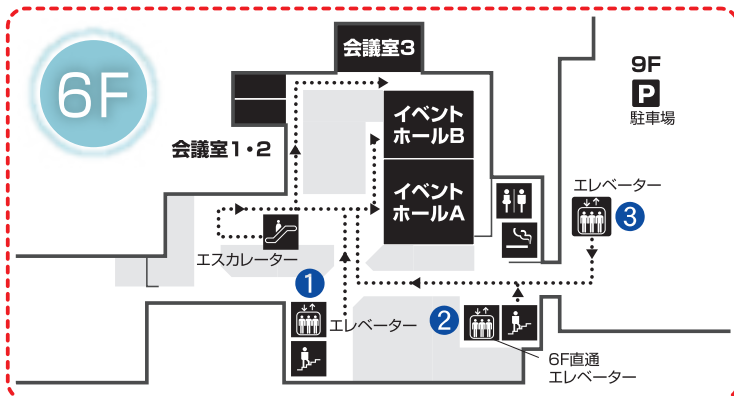 6F
会議室3
9F
P
駐車場
イベント
ホールB
会議室1・2
イベント
ホールA
エレベーター
3
エスカレーター
1
エレベーター
2
6F直通
エレベーター